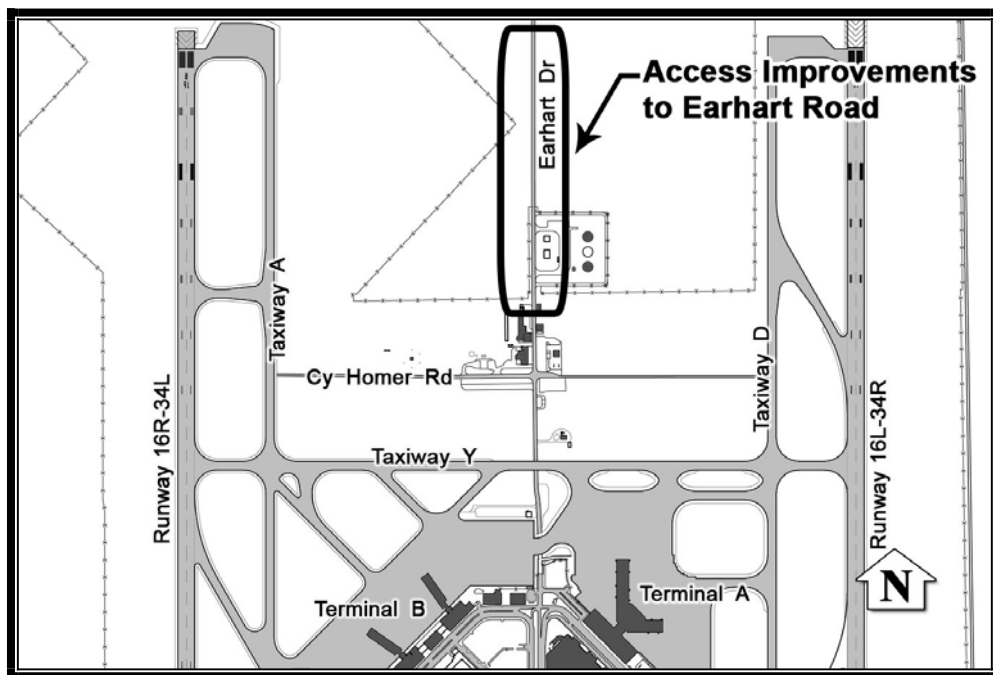 Earhart Dr
Access Improvements
to Earhart Road
Taxiway A
Cy Homer Rd
Taxiway D
Runway 16R-34L
Taxiway Y
Runway 16L-34R
N
Terminal B
Terminal A